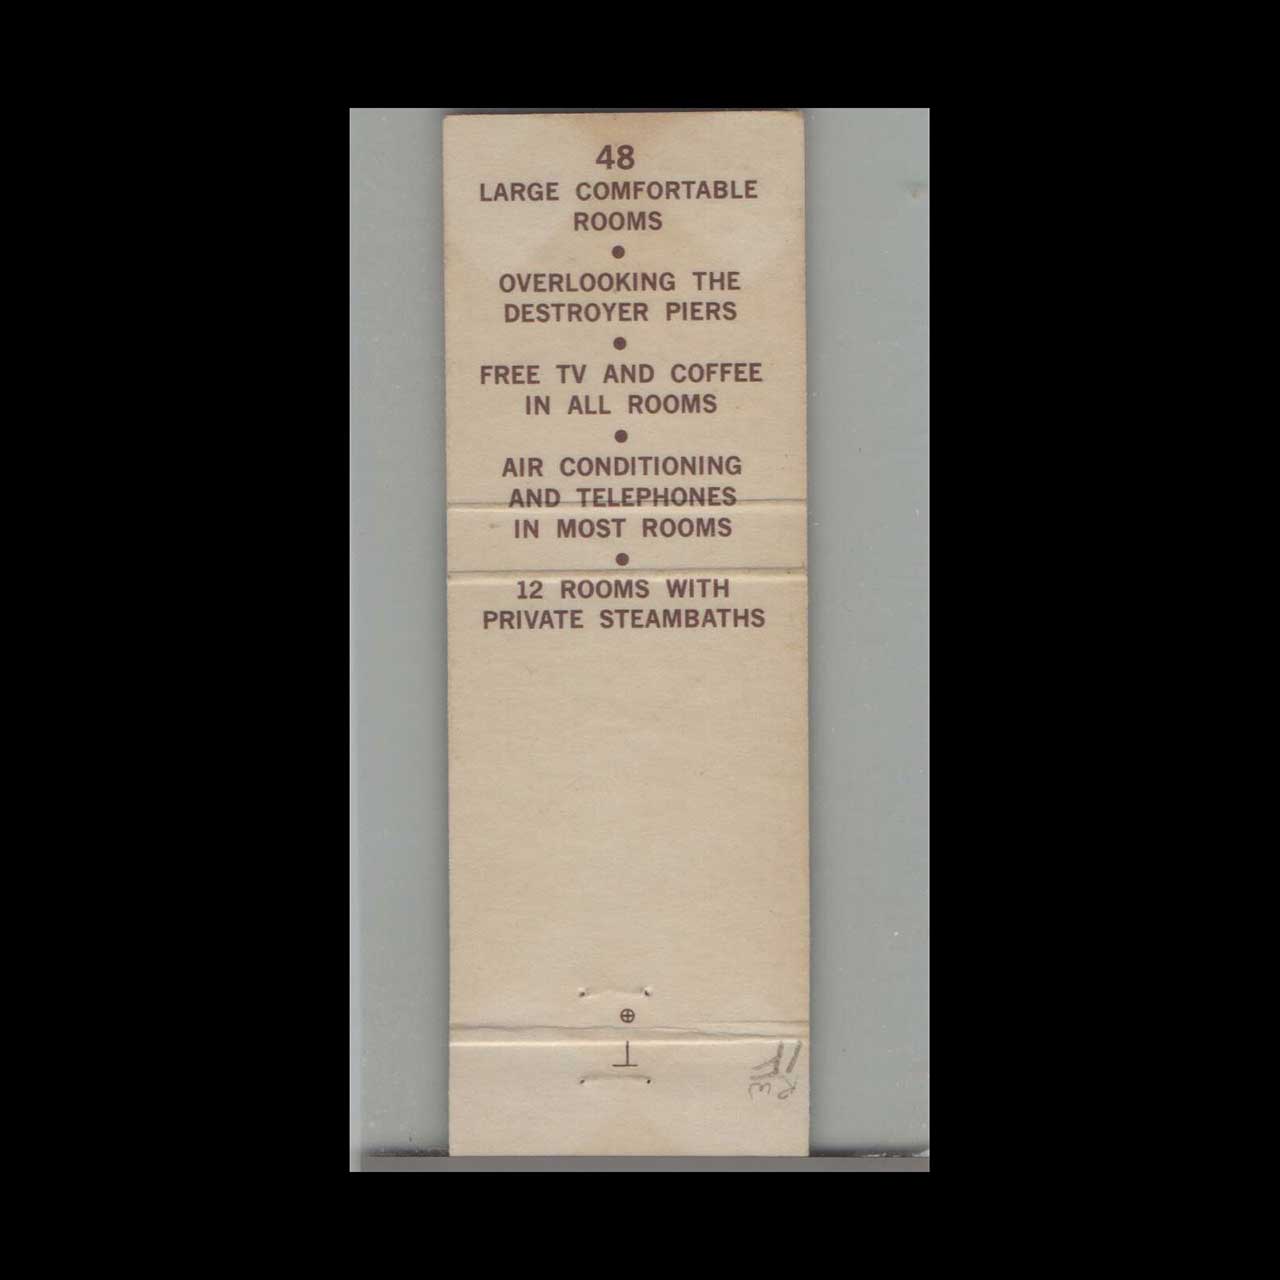 48
LARGE COMFORTABLE
ROOMS
●
OVERLOOKING THE
DESTROYER PIERS
●
FREE TV AND COFFEE
IN ALL ROOMS
●
AIR CONDITIONING
AND TELEPHONES
IN MOST ROOMS
●
12 ROOMS WITH
PRIVATE STEAMBATHS